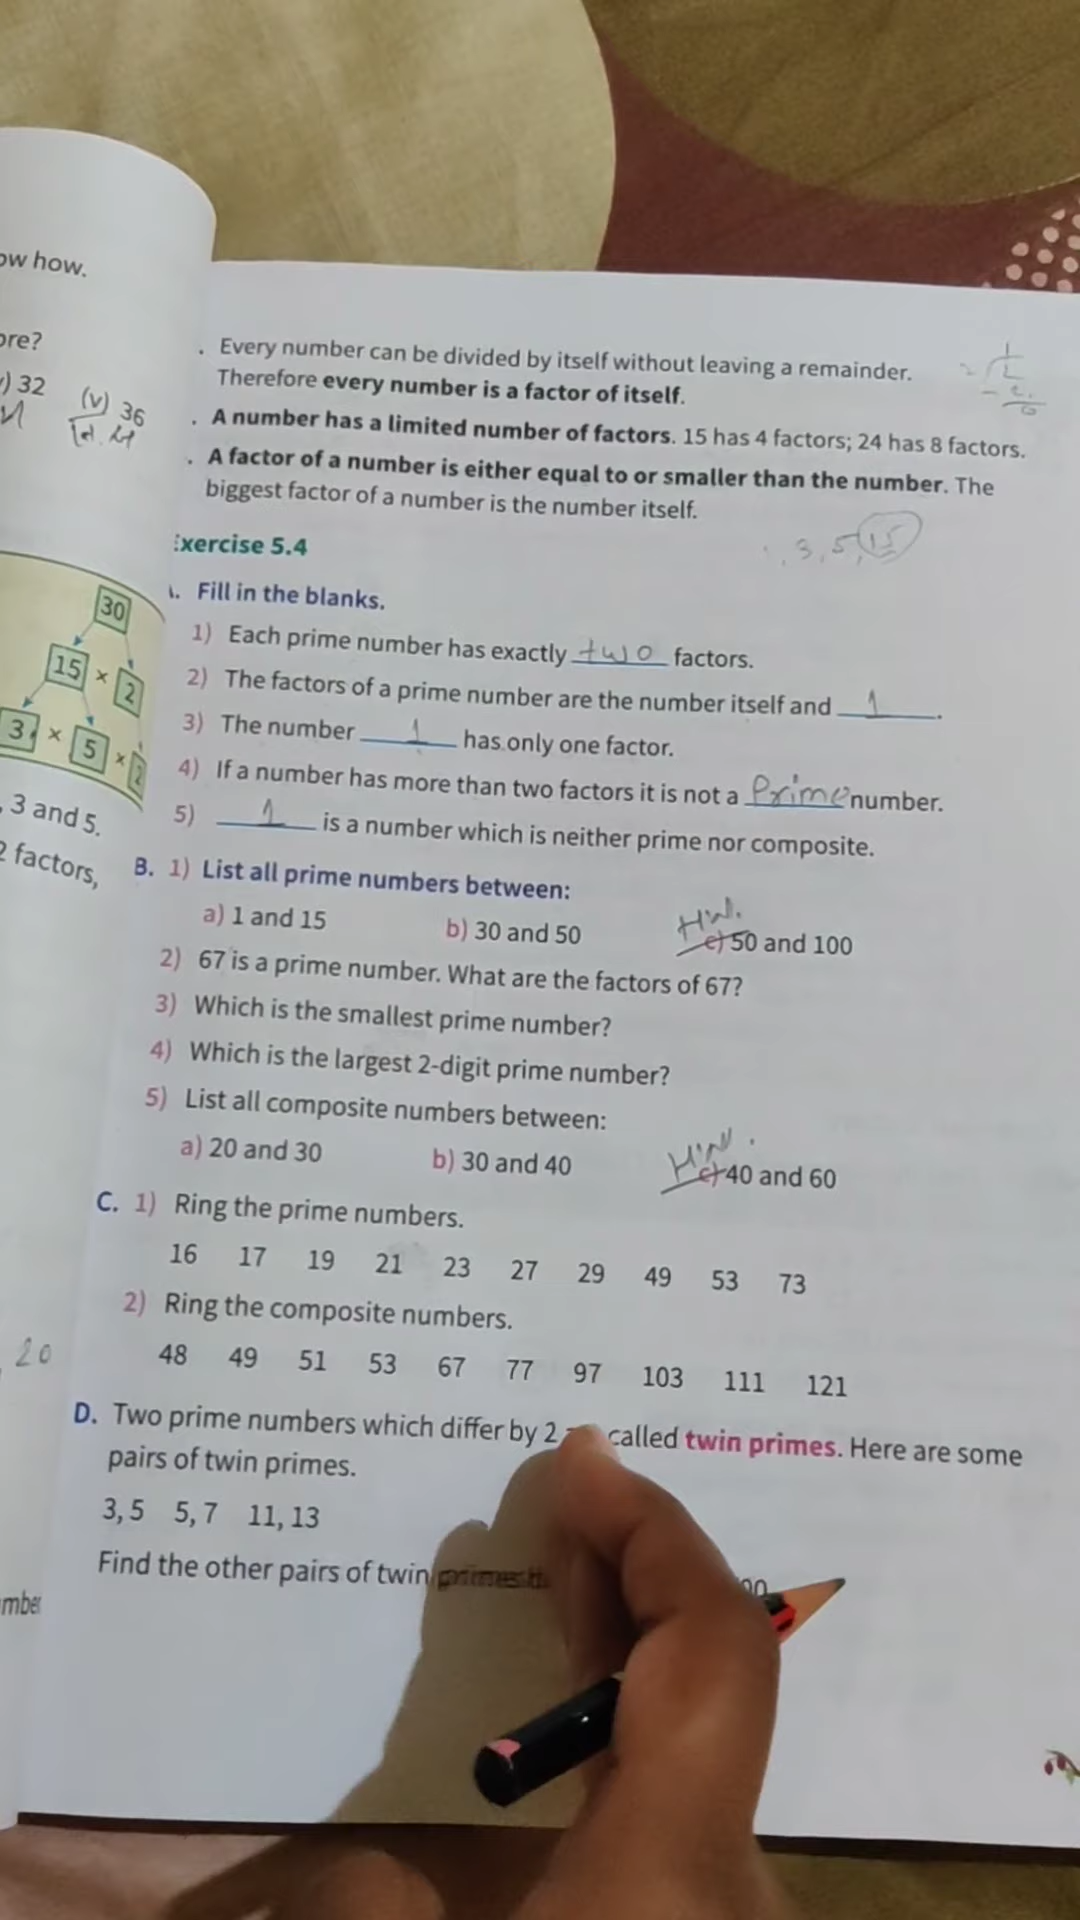 ow how.
ore?
) 32
(v) 36
. Every number can be divided by itself without leaving a remainder.
Therefore every number is a factor of itself.
. A number has a limited number of factors. 15 has 4 factors; 24 has 8 factors.
. A factor of a number is either equal to or smaller than the number. The
biggest factor of a number is the number itself.
, 3, 5, 15
30
15 × 2
3 × 5 × 2
, 3 and 5.
2 factors,
20
mber
Exercise 5.4
. Fill in the blanks.
1) Each prime number has exactly two factors.
2) The factors of a prime number are the number itself and 1.
3) The number 1 has only one factor.
4) If a number has more than two factors it is not a Prime number.
5) 1 is a number which is neither prime nor composite.
B. 1) List all prime numbers between:
a) 1 and 15 b) 30 and 50 H.W. c) 50 and 100
2) 67 is a prime number. What are the factors of 67?
3) Which is the smallest prime number?
4) Which is the largest 2-digit prime number?
5) List all composite numbers between:
a) 20 and 30 b) 30 and 40 H.W. c) 40 and 60
C. 1) Ring the prime numbers.
16 17 19 21 23 27 29 49 53 73
2) Ring the composite numbers.
48 49 51 53 67 77 97 103 111 121
D. Two prime numbers which differ by 2 called twin primes. Here are some
pairs of twin primes.
3, 5 5, 7 11, 13
Find the other pairs of twin primes